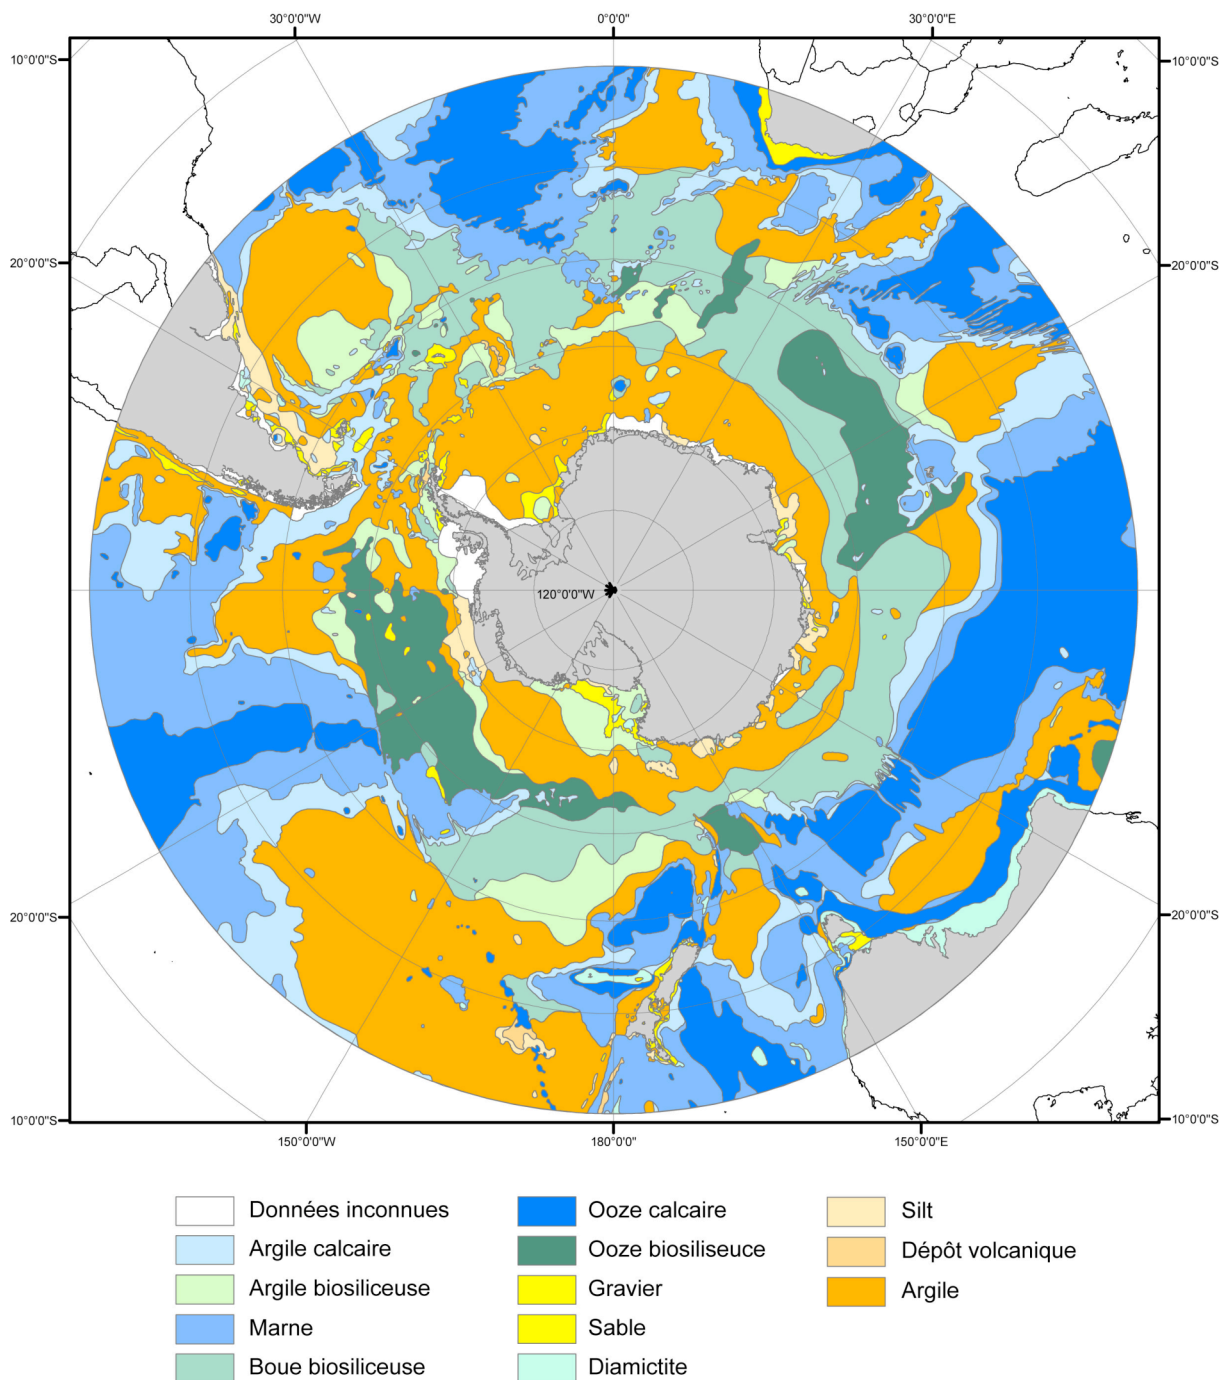 30°0'0"W 0°0'0" 30°0'0"E
10°0'0"S 10°0'0"S
20°0'0"S 20°0'0"S
120°0'0"W
20°0'0"S 20°0'0"S
10°0'0"S 10°0'0"S
150°0'0"W 180°0'0" 150°0'0"E
Données inconnues
Argile calcaire
Argile biosiliceuse
Marne
Boue biosiliceuse
Ooze calcaire
Ooze biosiliseuce
Gravier
Sable
Diamictite
Silt
Dépôt volcanique
Argile